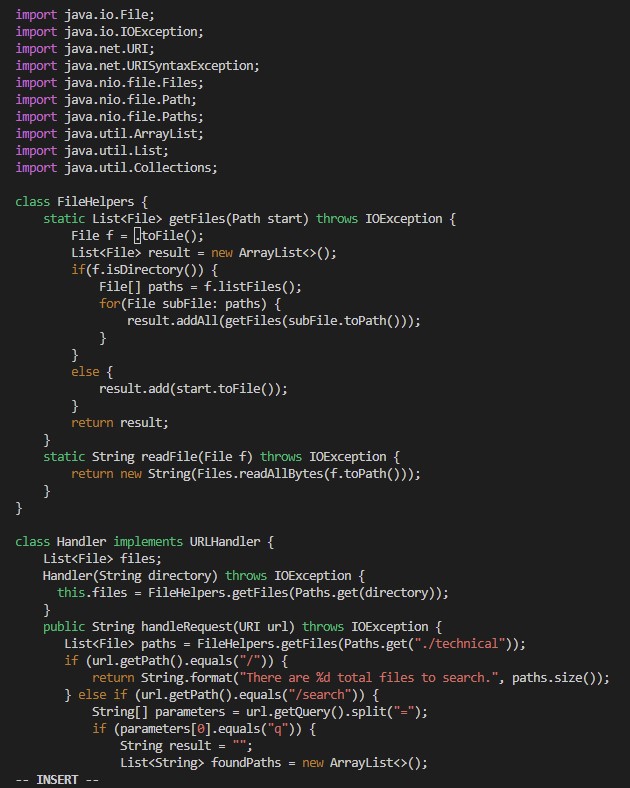 import java.io.File;
import java.io.IOException;
import java.net.URI;
import java.net.URISyntaxException;
import java.nio.file.Files;
import java.nio.file.Path;
import java.nio.file.Paths;
import java.util.ArrayList;
import java.util.List;
import java.util.Collections;

class FileHelpers {
    static List<File> getFiles(Path start) throws IOException {
        File f = .toFile();
        List<File> result = new ArrayList<>();
        if(f.isDirectory()) {
            File[] paths = f.listFiles();
            for(File subFile: paths) {
                result.addAll(getFiles(subFile.toPath()));
            }
        }
        else {
            result.add(start.toFile());
        }
        return result;
    }
    static String readFile(File f) throws IOException {
        return new String(Files.readAllBytes(f.toPath()));
    }
}

class Handler implements URLHandler {
    List<File> files;
    Handler(String directory) throws IOException {
      this.files = FileHelpers.getFiles(Paths.get(directory));
    }
    public String handleRequest(URI url) throws IOException {
       List<File> paths = FileHelpers.getFiles(Paths.get("./technical"));
       if (url.getPath().equals("/")) {
           return String.format("There are %d total files to search.", paths.size());
       } else if (url.getPath().equals("/search")) {
           String[] parameters = url.getQuery().split("=");
           if (parameters[0].equals("q")) {
               String result = "";
               List<String> foundPaths = new ArrayList<>();
-- INSERT --